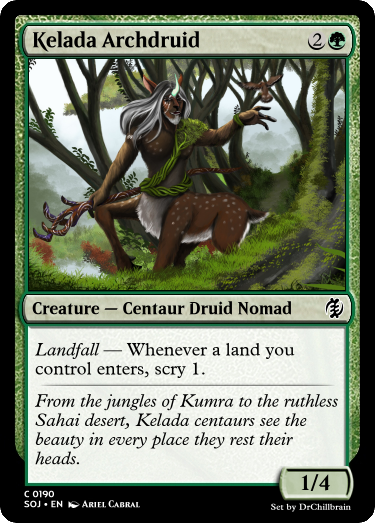 Kelada Archdruid 2
Creature — Centaur Druid Nomad
Landfall — Whenever a land you
control enters, scry 1.
From the jungles of Kumra to the ruthless
Sahai desert, Kelada centaurs see the
beauty in every place they rest their
heads.
1/4
C 0190
SOJ • EN Ariel Cabral
Set by DrChillbrain